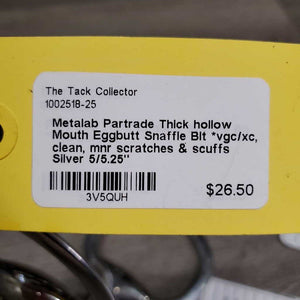 The Tack Collector
1002518-25
Metalab Partrade Thick hollow
Mouth Eggbutt Snaffle Bit *vgc/xc,
clean, mnr scratches & scuffs
Silver 5/5.25"
$26.50
3V5QUH